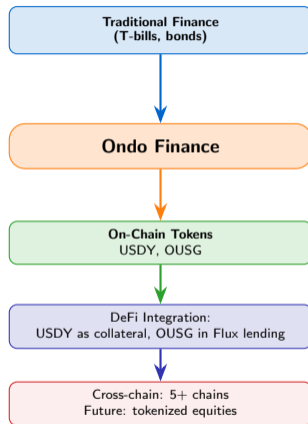 Traditional Finance
(T-bills, bonds)
Ondo Finance
On-Chain Tokens
USDY, OUSG
DeFi Integration:
USDY as collateral, OUSG in Flux lending
Cross-chain: 5+ chains
Future: tokenized equities